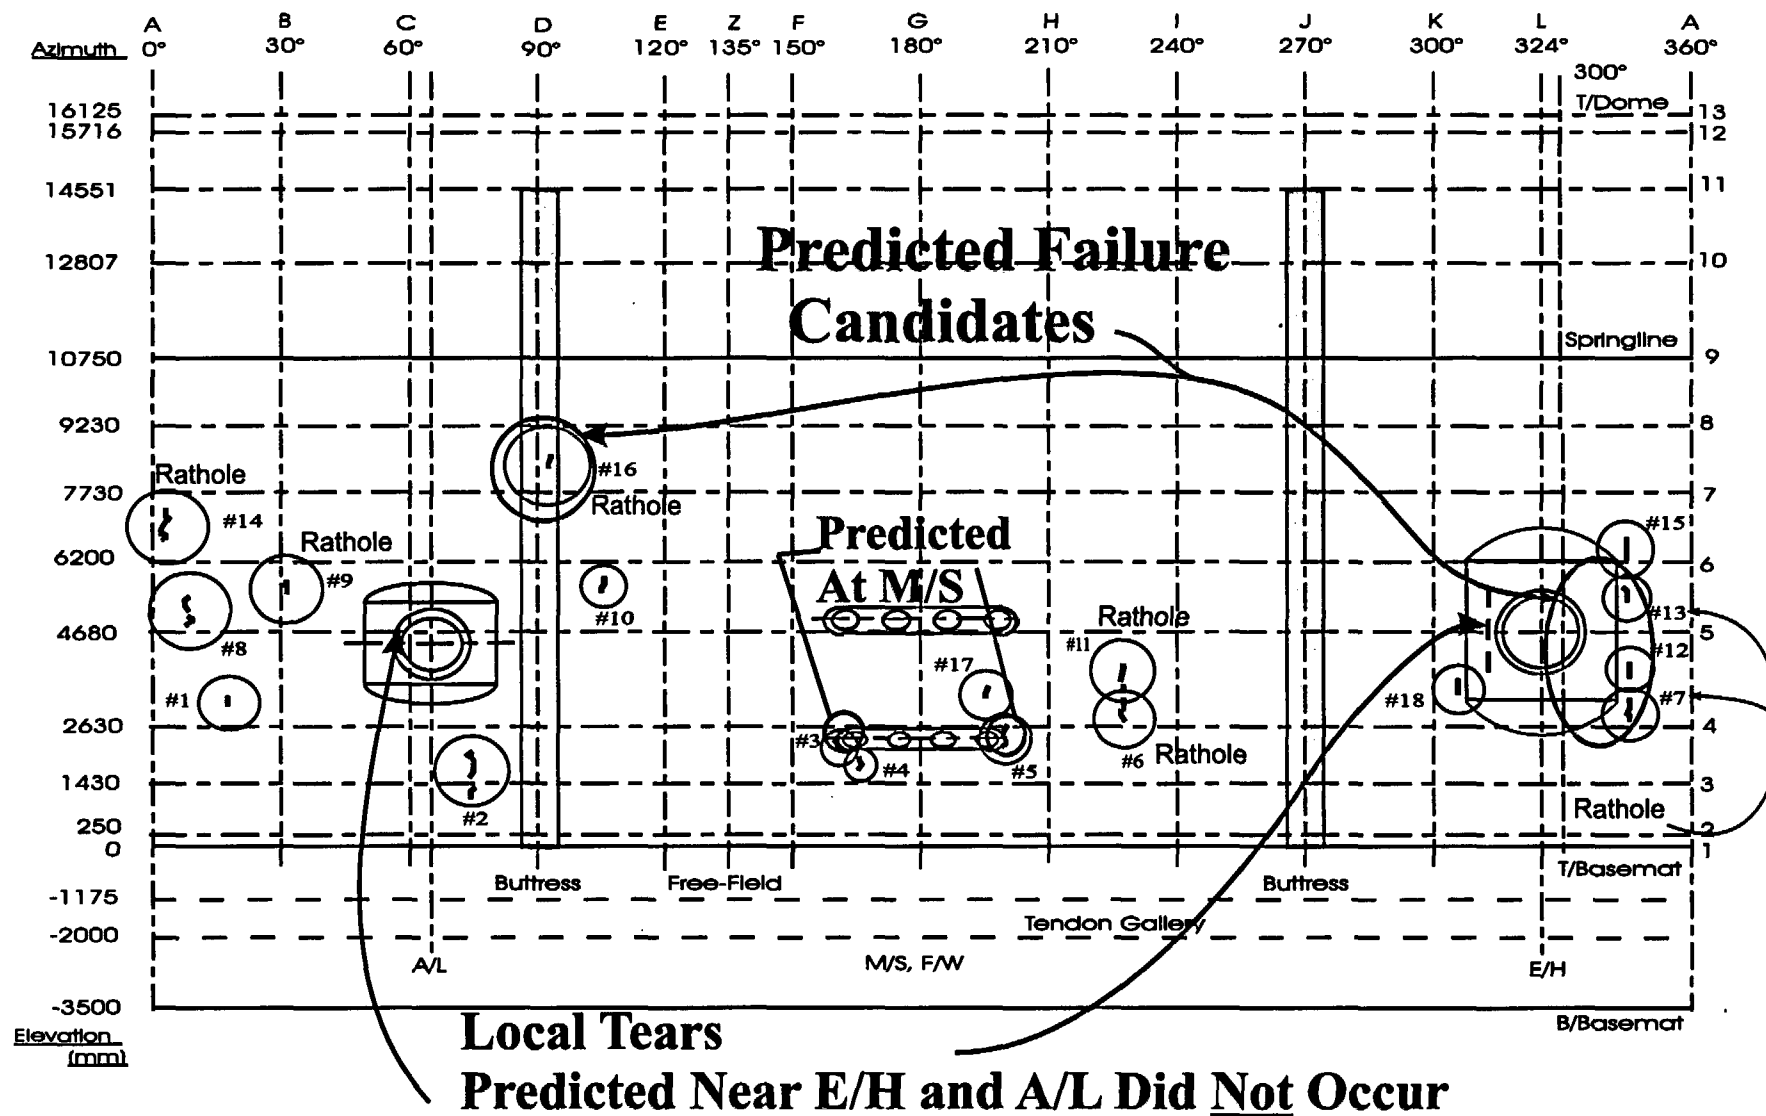 A B C D E Z F G H I J K L A
Azimuth 0° 30° 60° 90° 120° 135° 150° 180° 210° 240° 270° 300° 324° 360°
300°
T/Dome
16125 13
15716 12
14551 11
12807 10
Predicted Failure
Candidates
10750 Springline 9
9230 8
#16
Rathole
7730 7
Rathole
#14
#15
Predicted
At M/S
Rathole
6200 6
#9
#10
#13
Rathole
4680 5
#8
#11
#17
#12
#1
#18
#7
2630 4
#3
#4
#5
#6
Rathole
1430 3
#2
Rathole
250 2
0 1
T/Basemat
Buttress Free-Field Buttress
-1175
Tendon Gallery
-2000
A/L M/S, F/W E/H
-3500
B/Basemat
Elevation
(mm)
Local Tears
Predicted Near E/H and A/L Did Not Occur